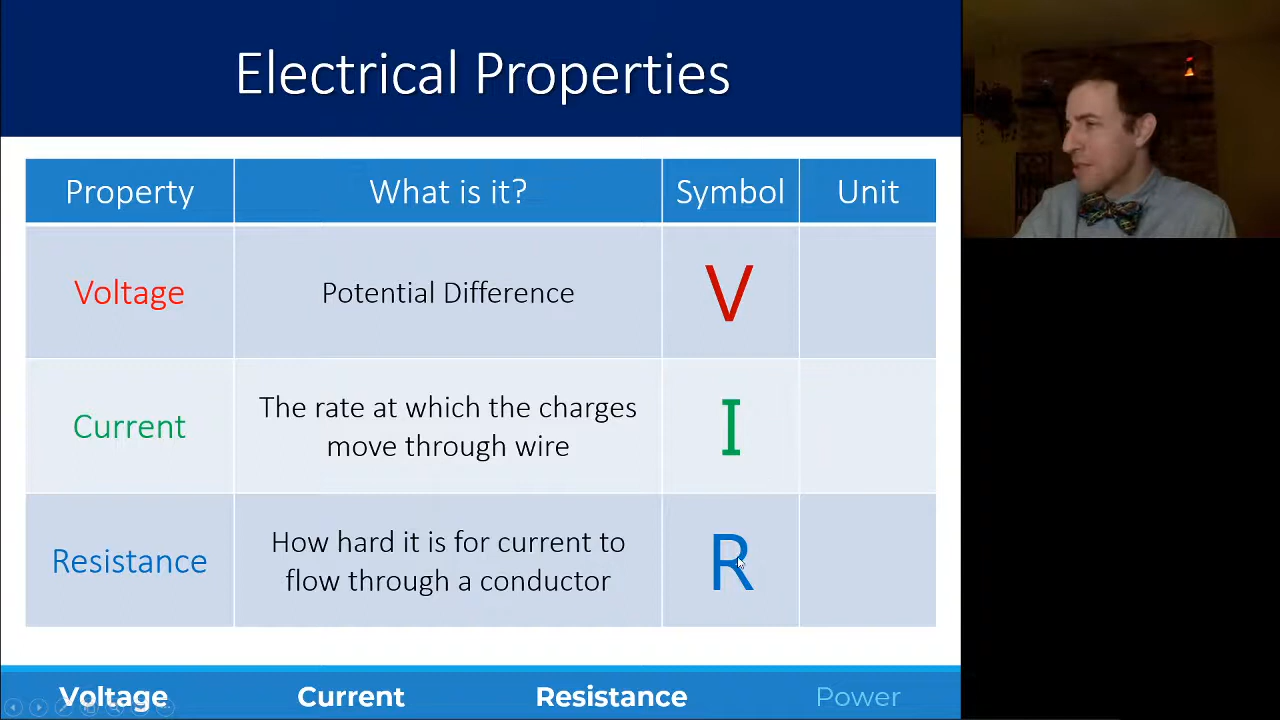 Electrical Properties
Property What is it? Symbol Unit
Voltage Potential Difference V
Current The rate at which the charges move through wire I
Resistance How hard it is for current to flow through a conductor R
Voltage Current Resistance Power